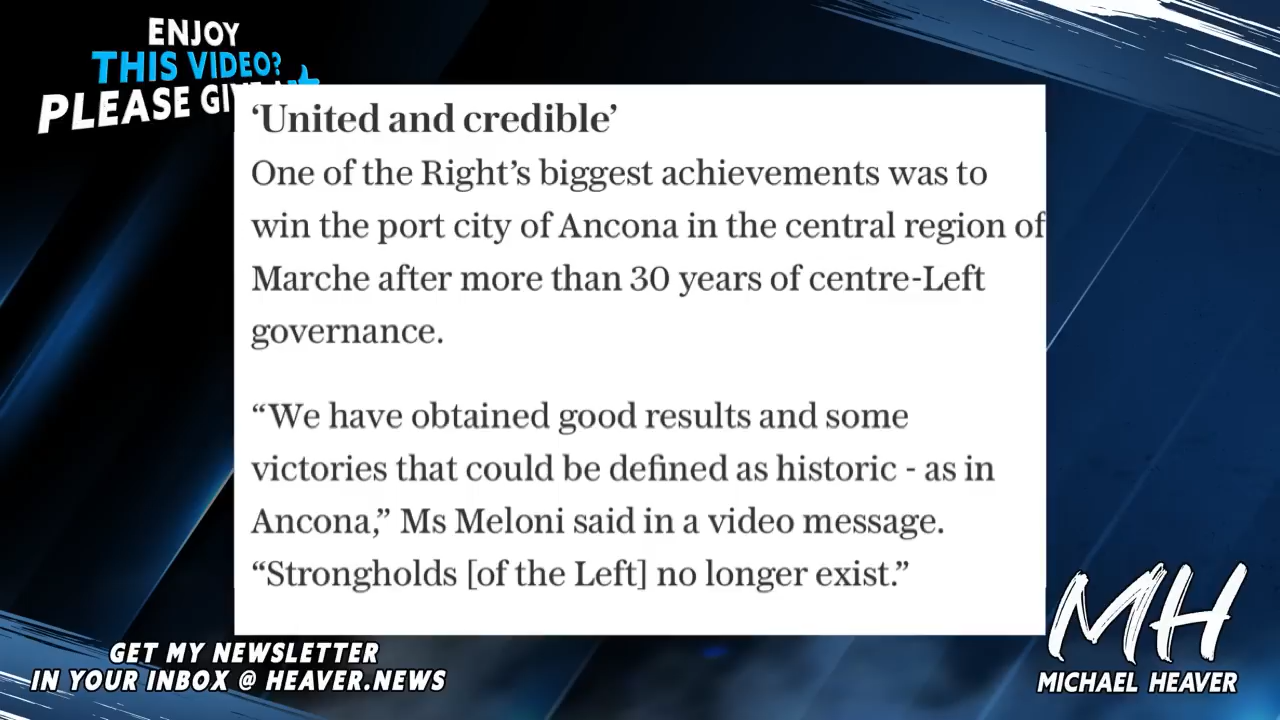 ENJOY
THIS VIDEO?
PLEASE
‘United and credible’
One of the Right’s biggest achievements was to
win the port city of Ancona in the central region of
Marche after more than 30 years of centre-Left
governance.
“We have obtained good results and some
victories that could be defined as historic - as in
Ancona,” Ms Meloni said in a video message.
“Strongholds [of the Left] no longer exist.”
GET MY NEWSLETTER
IN YOUR INBOX @ HEAVER.NEWS
MH
MICHAEL HEAVER